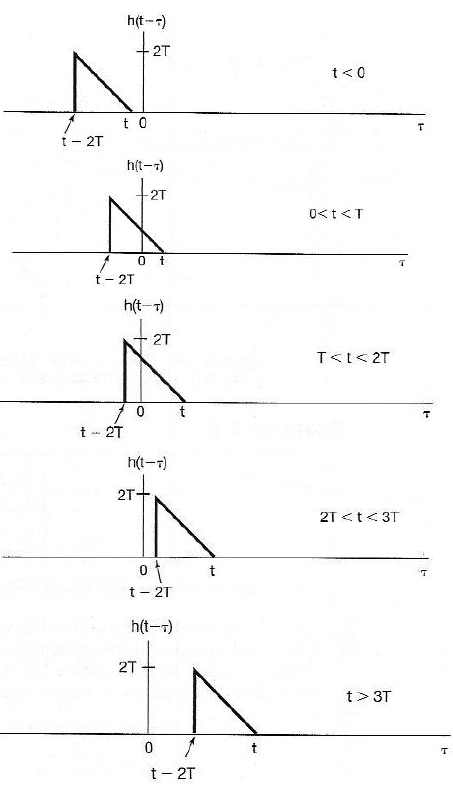 h(t−τ)
2T
t < 0
t 0
τ
t − 2T
h(t−τ)
2T
0< t < T
0 t
τ
t − 2T
h(t−τ)
2T
T < t < 2T
0 t
τ
t − 2T
h(t−τ)
2T
2T < t < 3T
0 t
τ
t − 2T
h(t−τ)
2T
t > 3T
0 t
τ
t − 2T